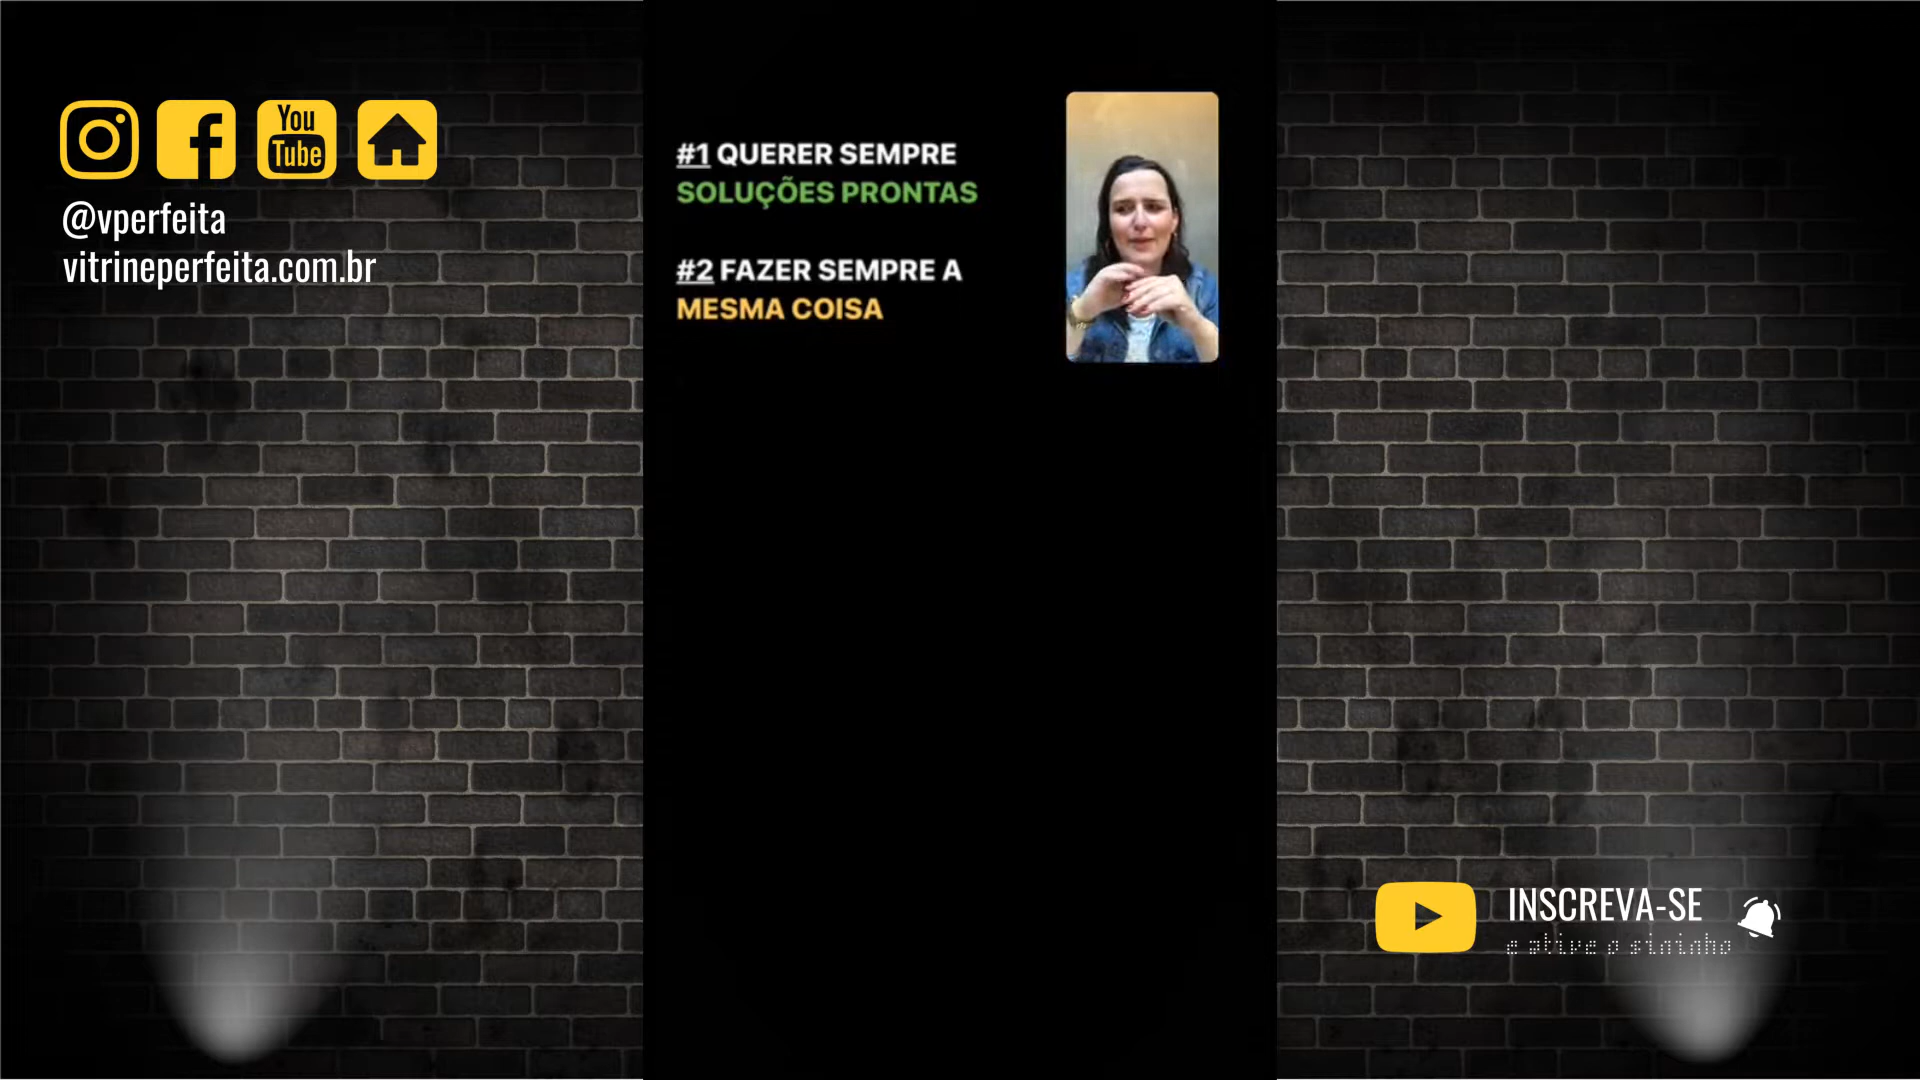 You
Tube
@vperfeita
vitrineperfeita.com.br
#1 QUERER SEMPRE
SOLUÇÕES PRONTAS
#2 FAZER SEMPRE A
MESMA COISA
INSCREVA-SE
e ative o sininho